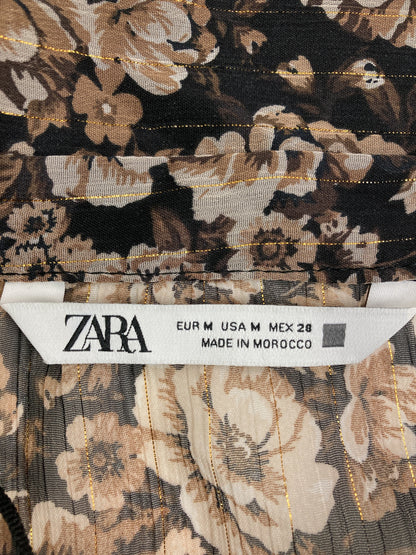 ZARA
EUR M USA M MEX 28
MADE IN MOROCCO